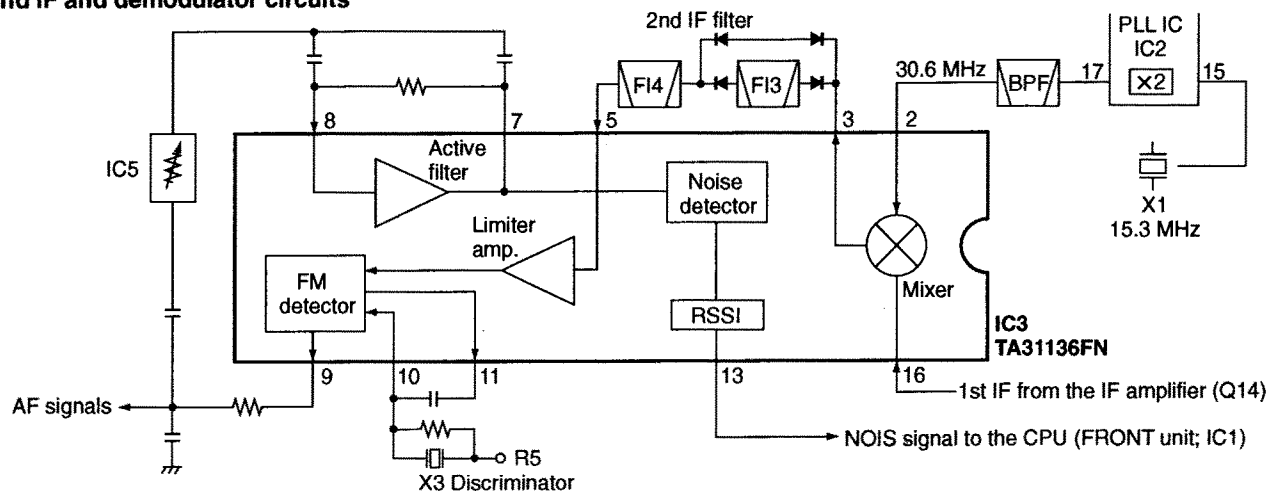 nd IF and demodulator circuits
2nd IF filter
PLL IC
IC2
X2
30.6 MHz
BPF
17
15
FI4
FI3
8
7
5
3
2
IC5
Active
filter
Noise
detector
X1
15.3 MHz
Limiter
amp.
FM
detector
Mixer
RSSI
IC3
TA31136FN
9
10
11
13
16
AF signals
1st IF from the IF amplifier (Q14)
NOIS signal to the CPU (FRONT unit; IC1)
R5
X3 Discriminator